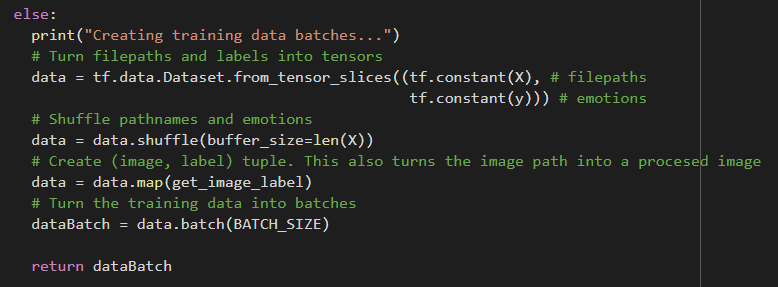 else:
print("Creating training data batches...")
# Turn filepaths and labels into tensors
data = tf.data.Dataset.from_tensor_slices((tf.constant(X), # filepaths
tf.constant(y))) # emotions
# Shuffle pathnames and emotions
data = data.shuffle(buffer_size=len(X))
# Create (image, label) tuple. This also turns the image path into a procesed image
data = data.map(get_image_label)
# Turn the training data into batches
dataBatch = data.batch(BATCH_SIZE)
return dataBatch